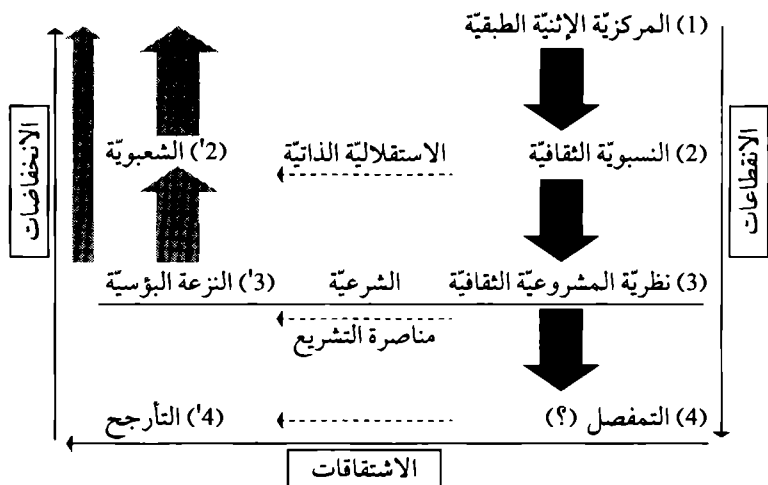 (1) المركزيّة الإثنيّة الطبقيّة
الانقطاعات
(2) النسبويّة الثقافيّة الاستقلاليّة الذاتيّة (2') الشعبويّة
الانخفاضات
(3) نظريّة المشروعيّة الثقافيّة الشرعيّة (3') النزعة البؤسيّة
مناصرة التشريع
(4) التمفصل (؟) (4') التأرجح
الاشتقاقات